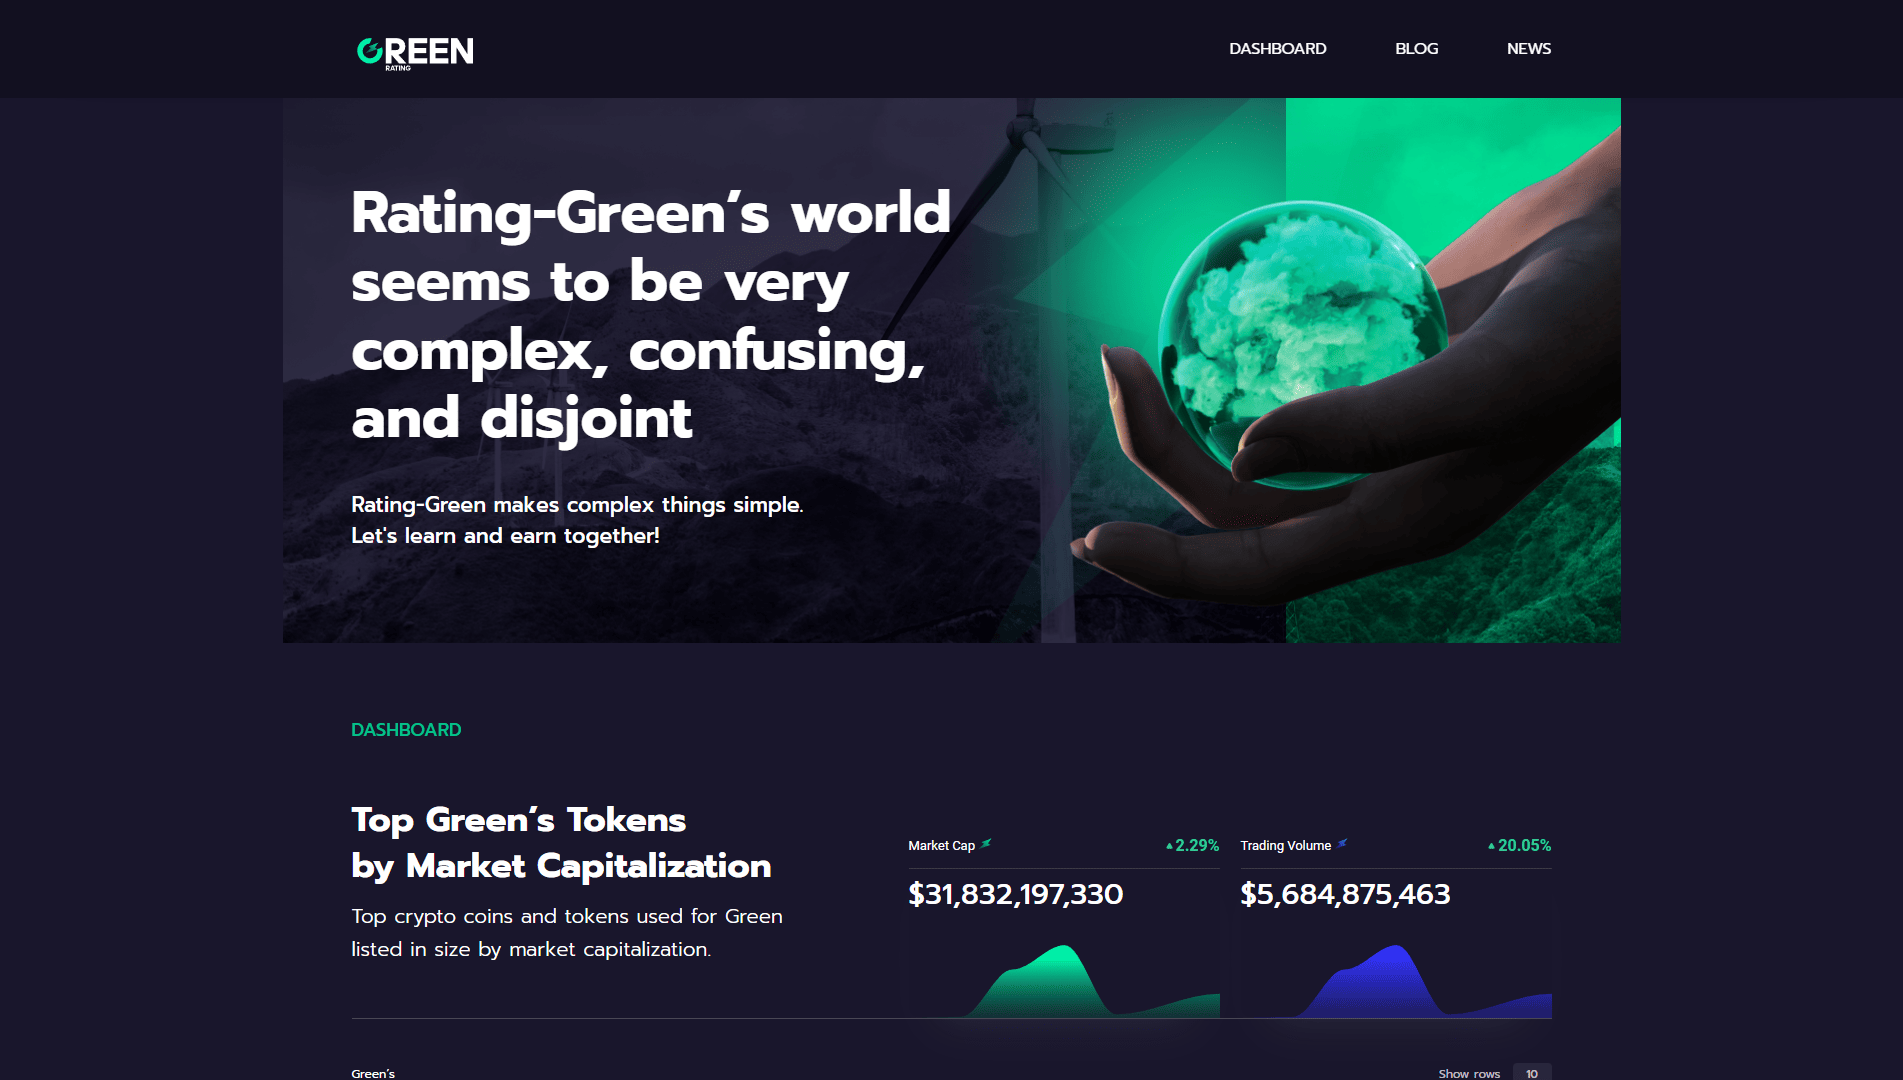 GREEN
RATING
DASHBOARD
BLOG
NEWS
Rating-Green’s world
seems to be very
complex, confusing,
and disjoint
Rating-Green makes complex things simple.
Let's learn and earn together!
DASHBOARD
Top Green’s Tokens
by Market Capitalization
Top crypto coins and tokens used for Green
listed in size by market capitalization.
Market Cap
2.29%
$31,832,197,330
Trading Volume
20.05%
$5,684,875,463
Green’s
Show rows
10